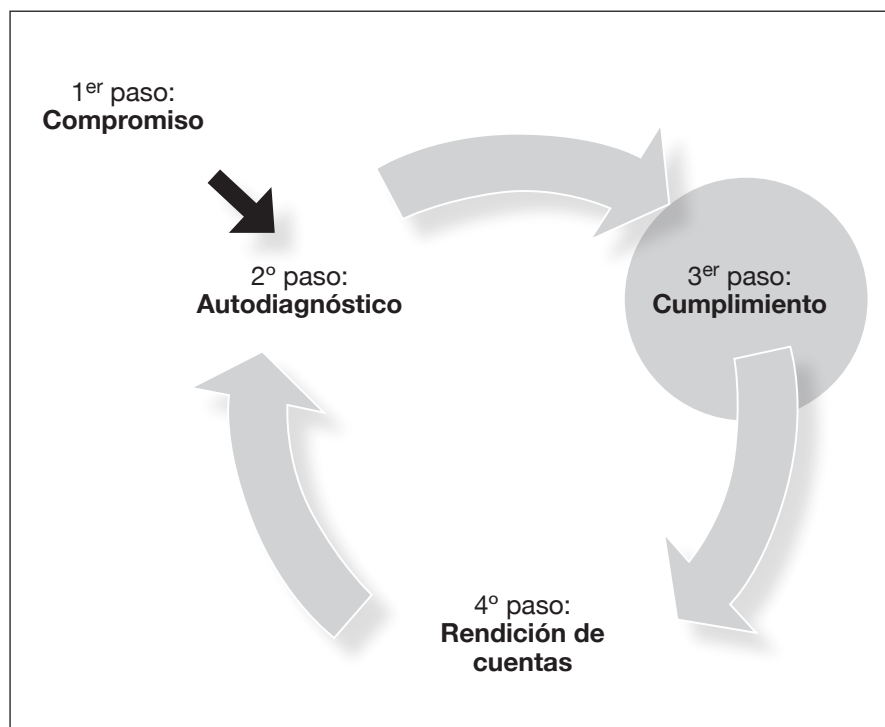 1er paso:
Compromiso
2º paso:
Autodiagnóstico
3er paso:
Cumplimiento
4º paso:
Rendición de
cuentas